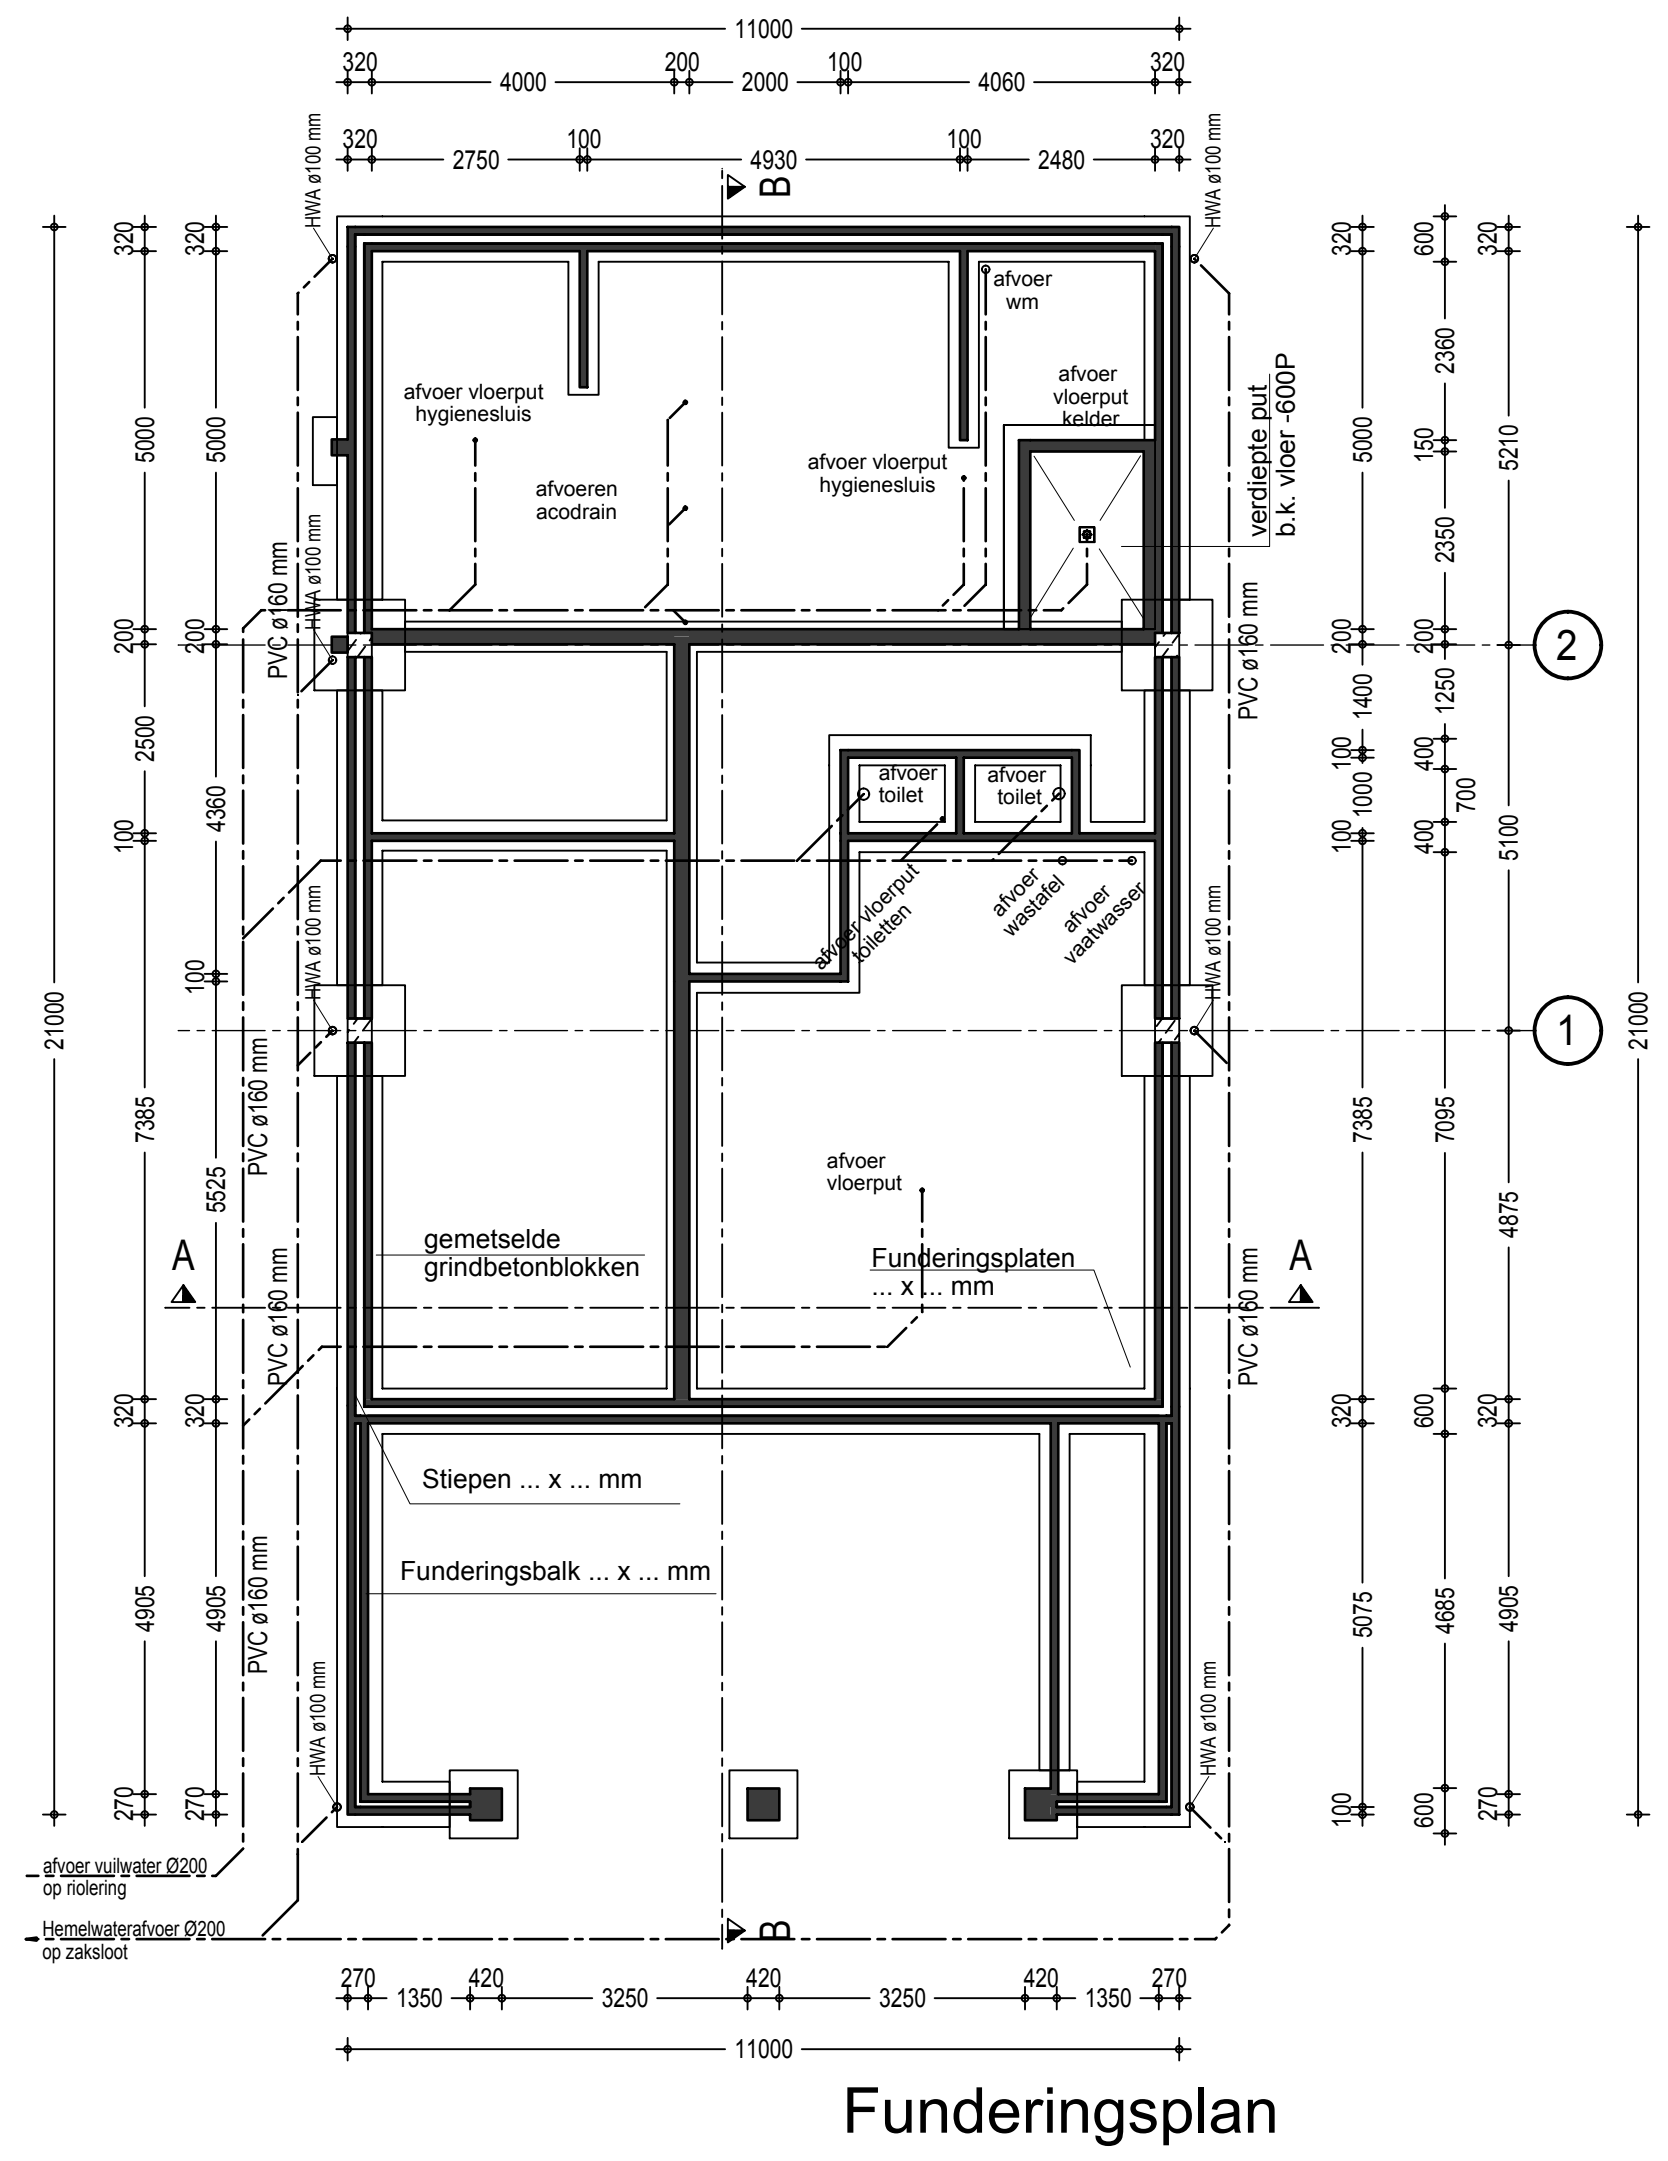 11000
320 200 100 320
4000 2000 4060
320 100 100 320
2750 4930 2480
HWA ø100 mm
HWA ø100 mm
B
320
320
320
600
320
afvoer
wm
afvoer vloerput
hygienesluis
afvoer
vloerput
kelder
verdiepte put
b.k. vloer -600P
afvoeren
acodrain
afvoer vloerput
hygienesluis
5000
5000
5000
2360
150
2350
5210
PVC ø160 mm
HWA ø100 mm
PVC ø160 mm
200
200
200
200
2
2500
4360
1400
1250
100
400
1000
700
100
400
5100
100
afvoer
toilet
afvoer
toilet
afvoer vloerput
toiletten
afvoer
wastafel
afvoer
vaatwasser
HWA ø100 mm
HWA ø100 mm
100
21000
21000
1
PVC ø160 mm
7385
5525
7385
7095
4875
afvoer
vloerput
gemetselde
grindbetonblokken
Funderingsplaten
... x ... mm
A
A
PVC ø160 mm
PVC ø160 mm
320
320
320
600
320
Stiepen ... x ... mm
Funderingsbalk ... x ... mm
PVC ø160 mm
4905
4905
5075
4685
4905
HWA ø100 mm
HWA ø100 mm
270
270
100
600
270
afvoer vuilwater Ø200
op riolering
Hemelwaterafvoer Ø200
op zaksloot
B
270 420 420 420 270
1350 3250 3250 1350
11000
Funderingsplan